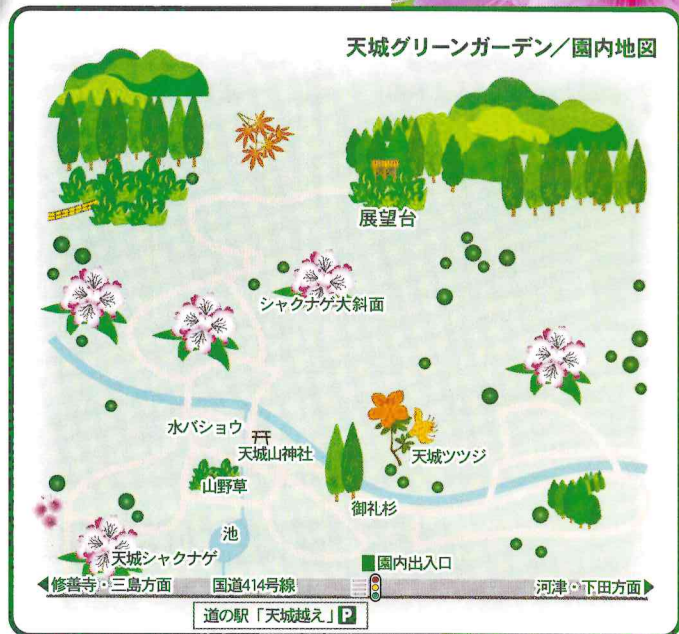 天城グリーンガーデン／園内地図
展望台
シャクナゲ大斜面
水バショウ
天城山神社
天城ツツジ
山野草
御礼杉
池
天城シャクナゲ
■園内出入口
◀修善寺・三島方面
国道414号線
河津・下田方面▶
道の駅「天城越え」P